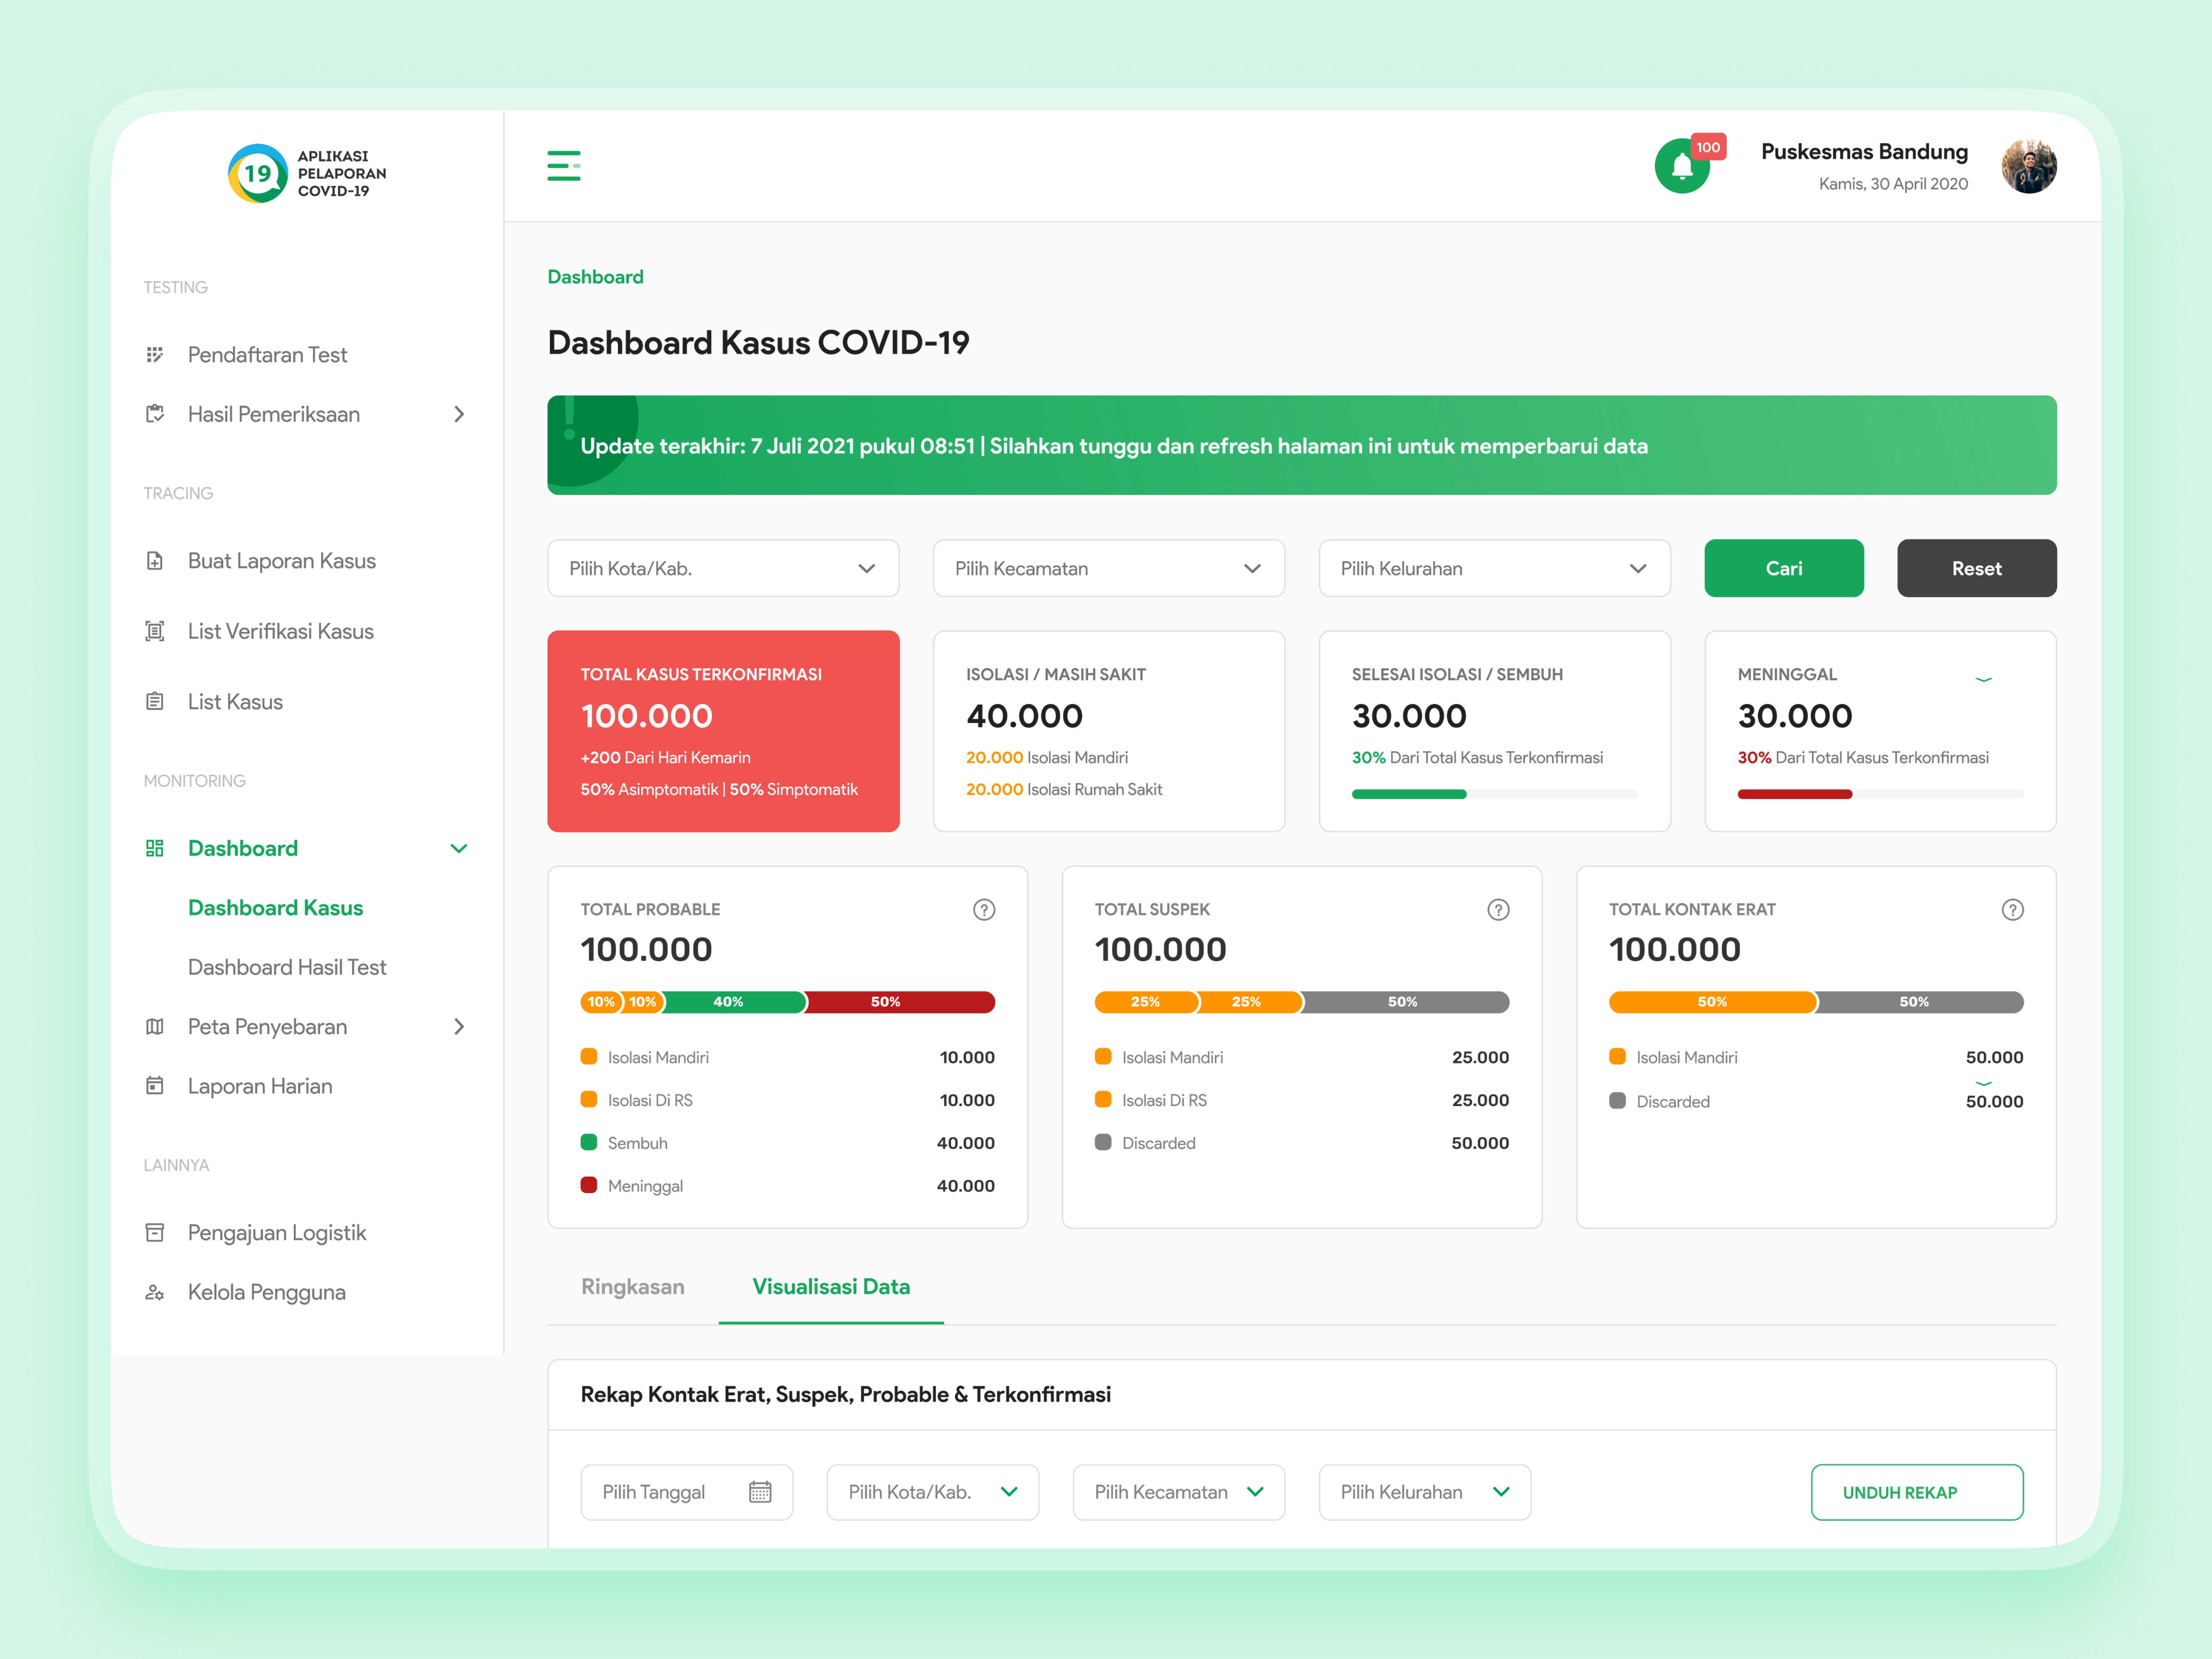 19
APLIKASI
PELAPORAN
COVID-19
TESTING
Pendaftaran Test
Hasil Pemeriksaan
TRACING
Buat Laporan Kasus
List Verifikasi Kasus
List Kasus
MONITORING
Dashboard
Dashboard Kasus
Dashboard Hasil Test
Peta Penyebaran
Laporan Harian
LAINNYA
Pengajuan Logistik
Kelola Pengguna
100
Puskesmas Bandung
Kamis, 30 April 2020
Dashboard
Dashboard Kasus COVID-19
Update terakhir: 7 Juli 2021 pukul 08:51 | Silahkan tunggu dan refresh halaman ini untuk memperbarui data
Pilih Kota/Kab.
Pilih Kecamatan
Pilih Kelurahan
Cari
Reset
TOTAL KASUS TERKONFIRMASI
100.000
+200 Dari Hari Kemarin
50% Asimptomatik | 50% Simptomatik
ISOLASI / MASIH SAKIT
40.000
20.000 Isolasi Mandiri
20.000 Isolasi Rumah Sakit
SELESAI ISOLASI / SEMBUH
30.000
30% Dari Total Kasus Terkonfirmasi
MENINGGAL
30.000
30% Dari Total Kasus Terkonfirmasi
TOTAL PROBABLE ?
100.000
10% 10% 40% 50%
Isolasi Mandiri 10.000
Isolasi Di RS 10.000
Sembuh 40.000
Meninggal 40.000
TOTAL SUSPEK ?
100.000
25% 25% 50%
Isolasi Mandiri 25.000
Isolasi Di RS 25.000
Discarded 50.000
TOTAL KONTAK ERAT ?
100.000
50% 50%
Isolasi Mandiri 50.000
Discarded 50.000
Ringkasan
Visualisasi Data
Rekap Kontak Erat, Suspek, Probable & Terkonfirmasi
Pilih Tanggal
Pilih Kota/Kab.
Pilih Kecamatan
Pilih Kelurahan
UNDUH REKAP